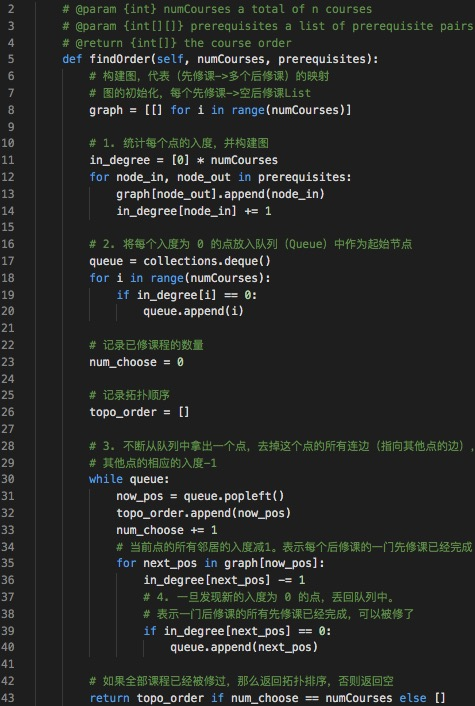 2 # @param {int} numCourses a total of n courses
3 # @param {int[][]} prerequisites a list of prerequisite pairs
4 # @return {int[]} the course order
5 def findOrder(self, numCourses, prerequisites):
6 # 构建图，代表（先修课->多个后修课）的映射
7 # 图的初始化，每个先修课->空后修课List
8 graph = [[] for i in range(numCourses)]
9
10 # 1. 统计每个点的入度，并构建图
11 in_degree = [0] * numCourses
12 for node_in, node_out in prerequisites:
13 graph[node_out].append(node_in)
14 in_degree[node_in] += 1
15
16 # 2. 将每个入度为 0 的点放入队列（Queue）中作为起始节点
17 queue = collections.deque()
18 for i in range(numCourses):
19 if in_degree[i] == 0:
20 queue.append(i)
21
22 # 记录已修课程的数量
23 num_choose = 0
24
25 # 记录拓扑顺序
26 topo_order = []
27
28 # 3. 不断从队列中拿出一个点，去掉这个点的所有连边（指向其他点的边），
29 # 其他点的相应的入度-1
30 while queue:
31 now_pos = queue.popleft()
32 topo_order.append(now_pos)
33 num_choose += 1
34 # 当前点的所有邻居的入度减1。表示每个后修课的一门先修课已经完成
35 for next_pos in graph[now_pos]:
36 in_degree[next_pos] -= 1
37 # 4. 一旦发现新的入度为 0 的点，丢回队列中。
38 # 表示一门后修课的所有先修课已经完成，可以被修了
39 if in_degree[next_pos] == 0:
40 queue.append(next_pos)
41
42 # 如果全部课程已经被修过，那么返回拓扑排序，否则返回空
43 return topo_order if num_choose == numCourses else []